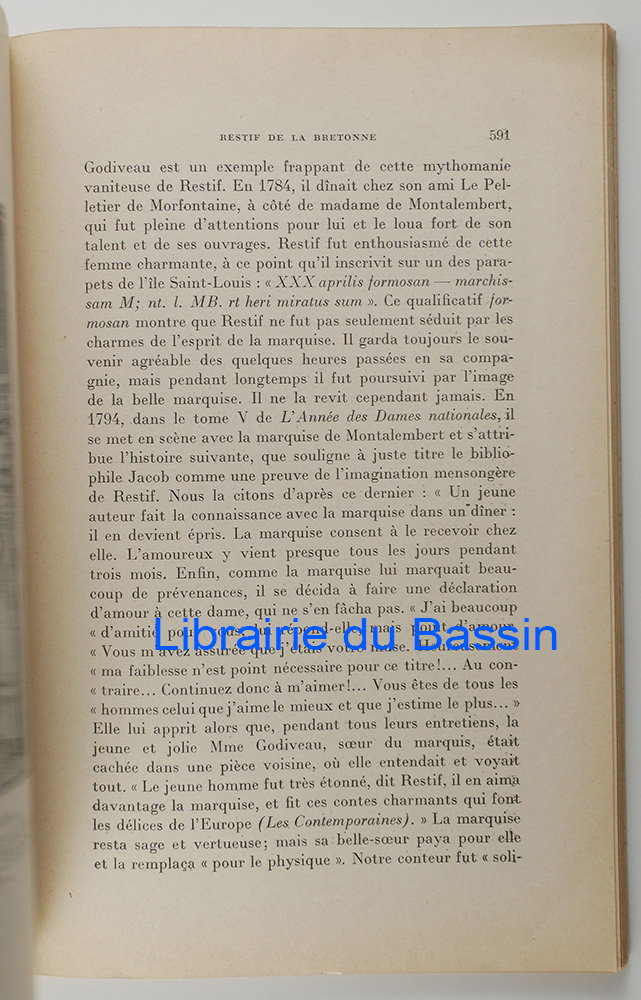 RESTIF DE LA BRETONNE 591
Godiveau est un exemple frappant de cette mythomanie
vaniteuse de Restif. En 1784, il dînait chez son ami Le Pel-
letier de Morfontaine, à côté de madame de Montalembert,
qui fut pleine d'attentions pour lui et le loua fort de son
talent et de ses ouvrages. Restif fut enthousiasmé de cette
femme charmante, à ce point qu'il inscrivit sur un des para-
pets de l'île Saint-Louis : « XXX aprilis formosan — marchis-
sam M; nt. l. MB. rt heri miratus sum ». Ce qualificatif for-
mosan montre que Restif ne fut pas seulement séduit par les
charmes de l'esprit de la marquise. Il garda toujours le sou-
venir agréable des quelques heures passées en sa compa-
gnie, mais pendant longtemps il fut poursuivi par l'image
de la belle marquise. Il ne la revit cependant jamais. En
1794, dans le tome V de L'Année des Dames nationales, il
se met en scène avec la marquise de Montalembert et s'attri-
bue l'histoire suivante, que souligne à juste titre le biblio-
phile Jacob comme une preuve de l'imagination mensongère
de Restif. Nous la citons d'après ce dernier : « Un jeune
auteur fait la connaissance avec la marquise dans un dîner :
il en devient épris. La marquise consent à le recevoir chez
elle. L'amoureux y vient presque tous les jours pendant
trois mois. Enfin, comme la marquise lui marquait beau-
coup de prévenances, il se décida à faire une déclaration
d'amour à cette dame, qui ne s'en fâcha pas. « J'ai beaucoup
« d'amitié pour vous, lui répond-elle, mais point d'amour.
Librairie du Bassin
« Vous m'avez assurée que j'étais votre muse. Heureusement
« ma faiblesse n'est point nécessaire pour ce titre!... Au con-
« traire... Continuez donc à m'aimer!... Vous êtes de tous les
« hommes celui que j'aime le mieux et que j'estime le plus... »
Elle lui apprit alors que, pendant tous leurs entretiens, la
jeune et jolie Mme Godiveau, sœur du marquis, était
cachée dans une pièce voisine, où elle entendait et voyait
tout. « Le jeune homme fut très étonné, dit Restif, il en aima
davantage la marquise, et fit ces contes charmants qui font
les délices de l'Europe (Les Contemporaines). » La marquise
resta sage et vertueuse; mais sa belle-sœur paya pour elle
et la remplaça « pour le physique ». Notre conteur fut « soli-